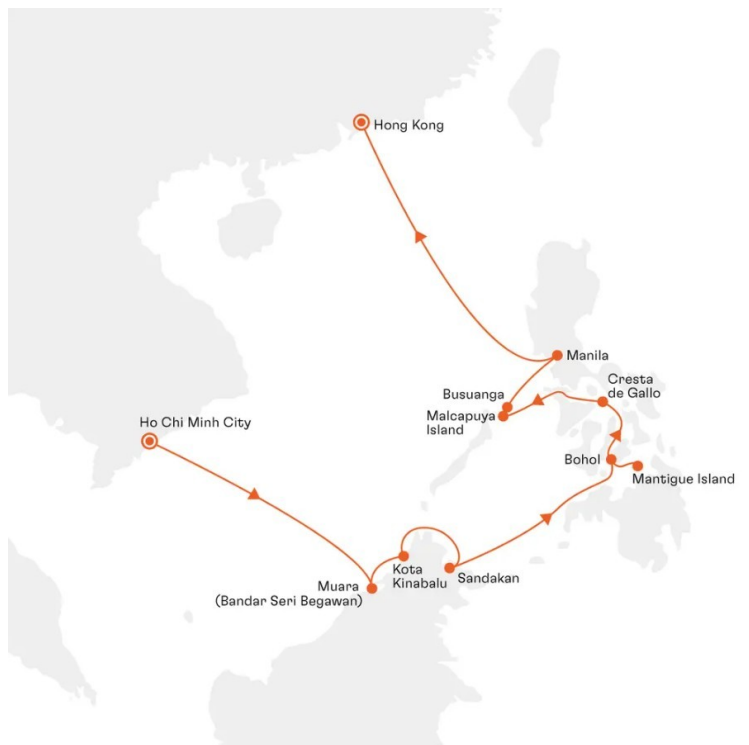 Hong Kong
Manila
Busuanga
Malcapuya
Island
Cresta
de Gallo
Ho Chi Minh City
Bohol
Mantigue Island
Kota
Kinabalu
Sandakan
Muara
(Bandar Seri Begawan)